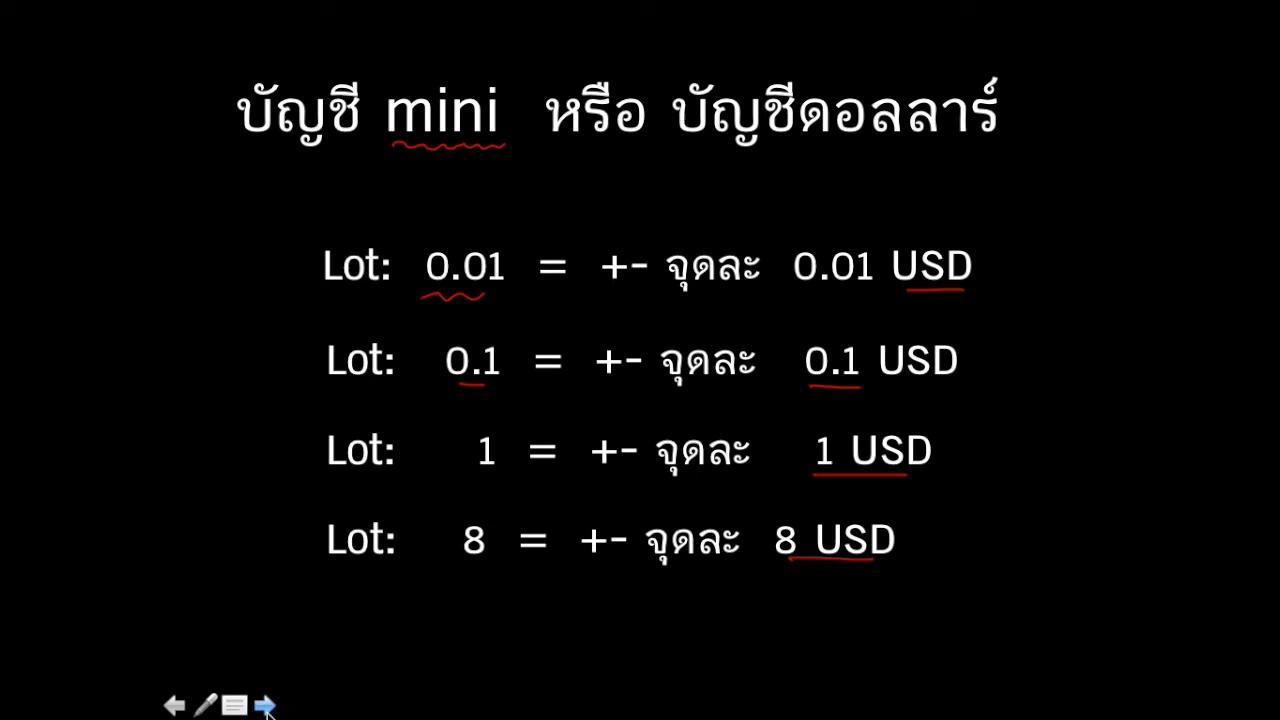 บัญชี mini หรือ บัญชีดอลลาร์
Lot: 0.01 = +- จุดละ 0.01 USD
Lot: 0.1 = +- จุดละ 0.1 USD
Lot: 1 = +- จุดละ 1 USD
Lot: 8 = +- จุดละ 8 USD